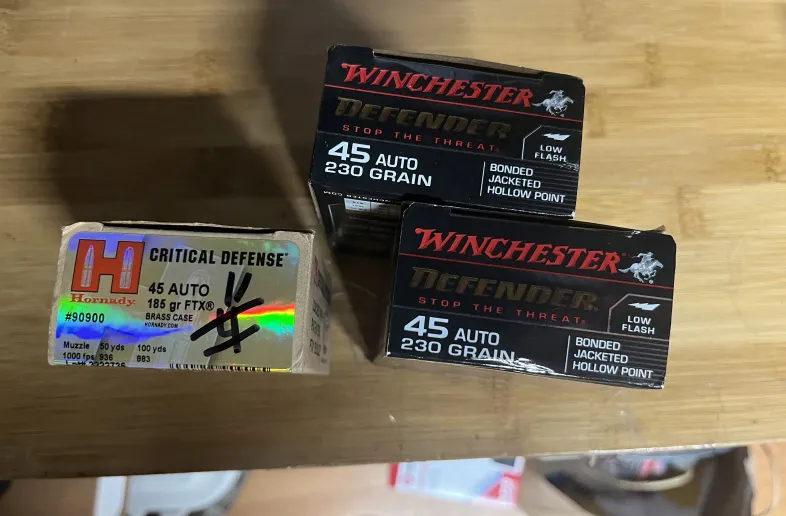 WINCHESTER
DEFENDER
STOP THE THREAT
LOW
FLASH
45 AUTO
230 GRAIN
BONDED
JACKETED
HOLLOW POINT
WINCHESTER
DEFENDER
STOP THE THREAT
LOW
FLASH
45 AUTO
230 GRAIN
BONDED
JACKETED
HOLLOW POINT
H
Hornady
CRITICAL DEFENSE®
45 AUTO
185 gr FTX®
#90900
BRASS CASE
HORNADY.COM
Muzzle 50 yds 100 yds
1000 fps 936 883